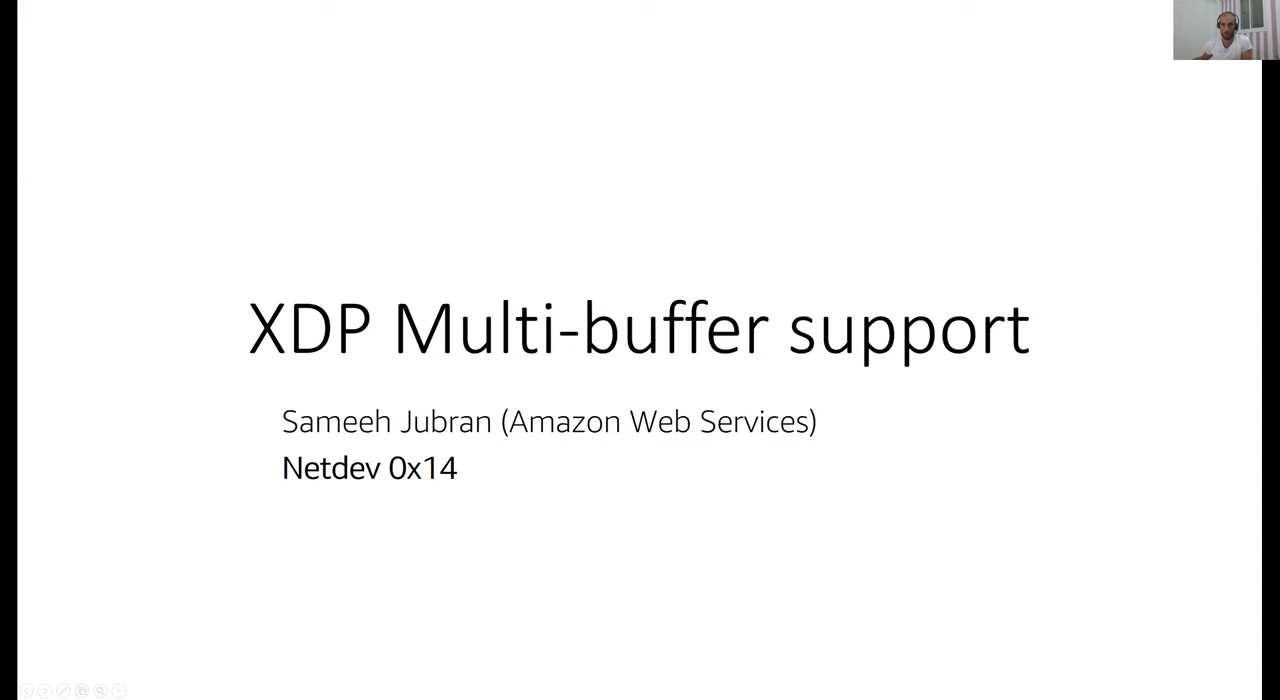 XDP Multi-buffer support
Sameeh Jubran (Amazon Web Services)
Netdev 0x14